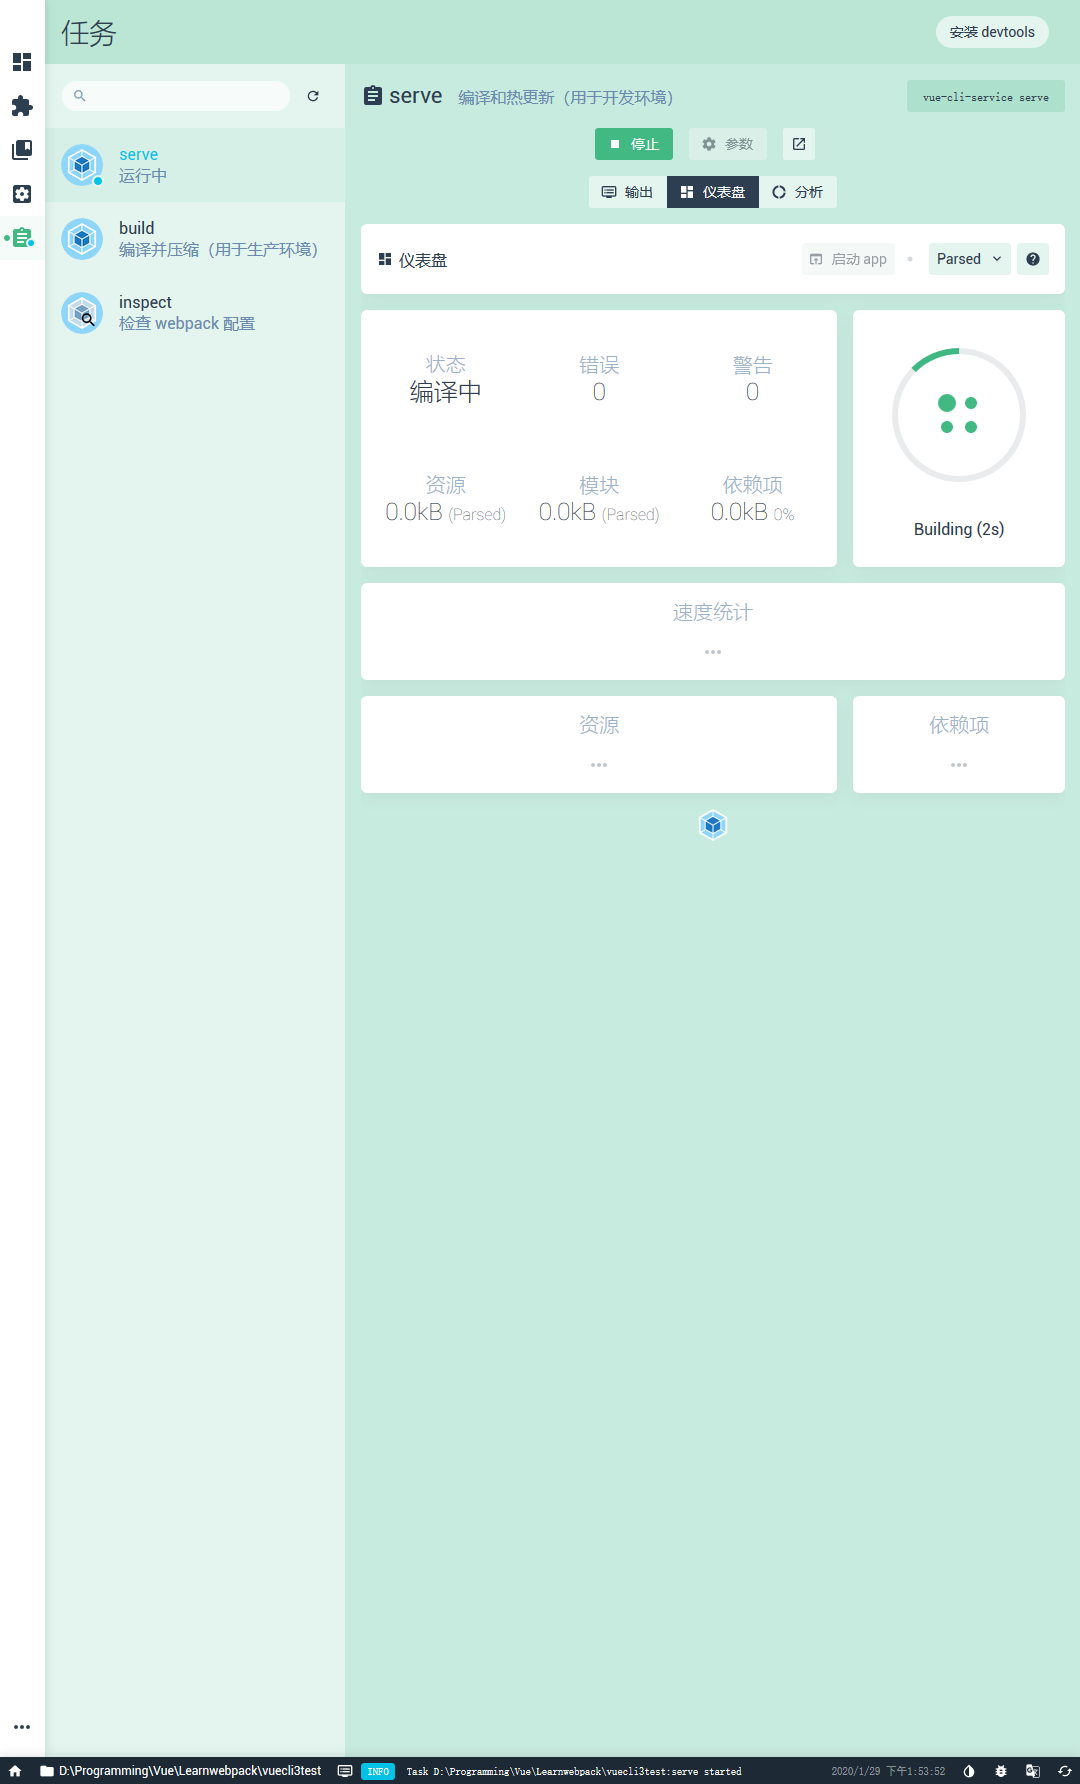 任务
安装 devtools
serve
运行中
build
编译并压缩（用于生产环境）
inspect
检查 webpack 配置
serve 编译和热更新（用于开发环境）
vue-cli-service serve
停止 参数
输出 仪表盘 分析
仪表盘
启动 app Parsed
状态 错误 警告
编译中 0 0
资源 模块 依赖项
0.0kB (Parsed) 0.0kB (Parsed) 0.0kB 0%
Building (2s)
速度统计
资源
依赖项
D:\Programming\Vue\Learnwebpack\vuecli3test INFO Task D:\Programming\Vue\Learnwebpack\vuecli3test:serve started 2020/1/29 下午1:53:52